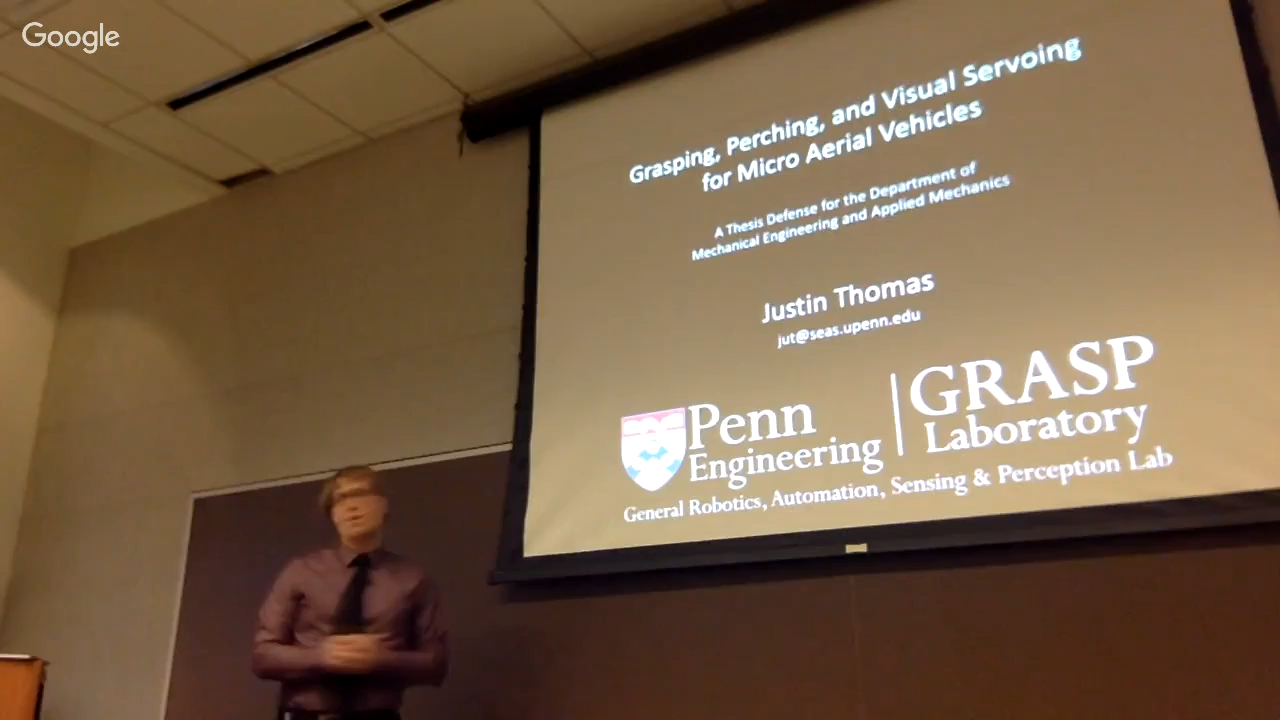 Google
Grasping, Perching, and Visual Servoing
for Micro Aerial Vehicles
A Thesis Defense for the Department of
Mechanical Engineering and Applied Mechanics
Justin Thomas
jut@seas.upenn.edu
Penn
Engineering
GRASP
Laboratory
General Robotics, Automation, Sensing & Perception Lab